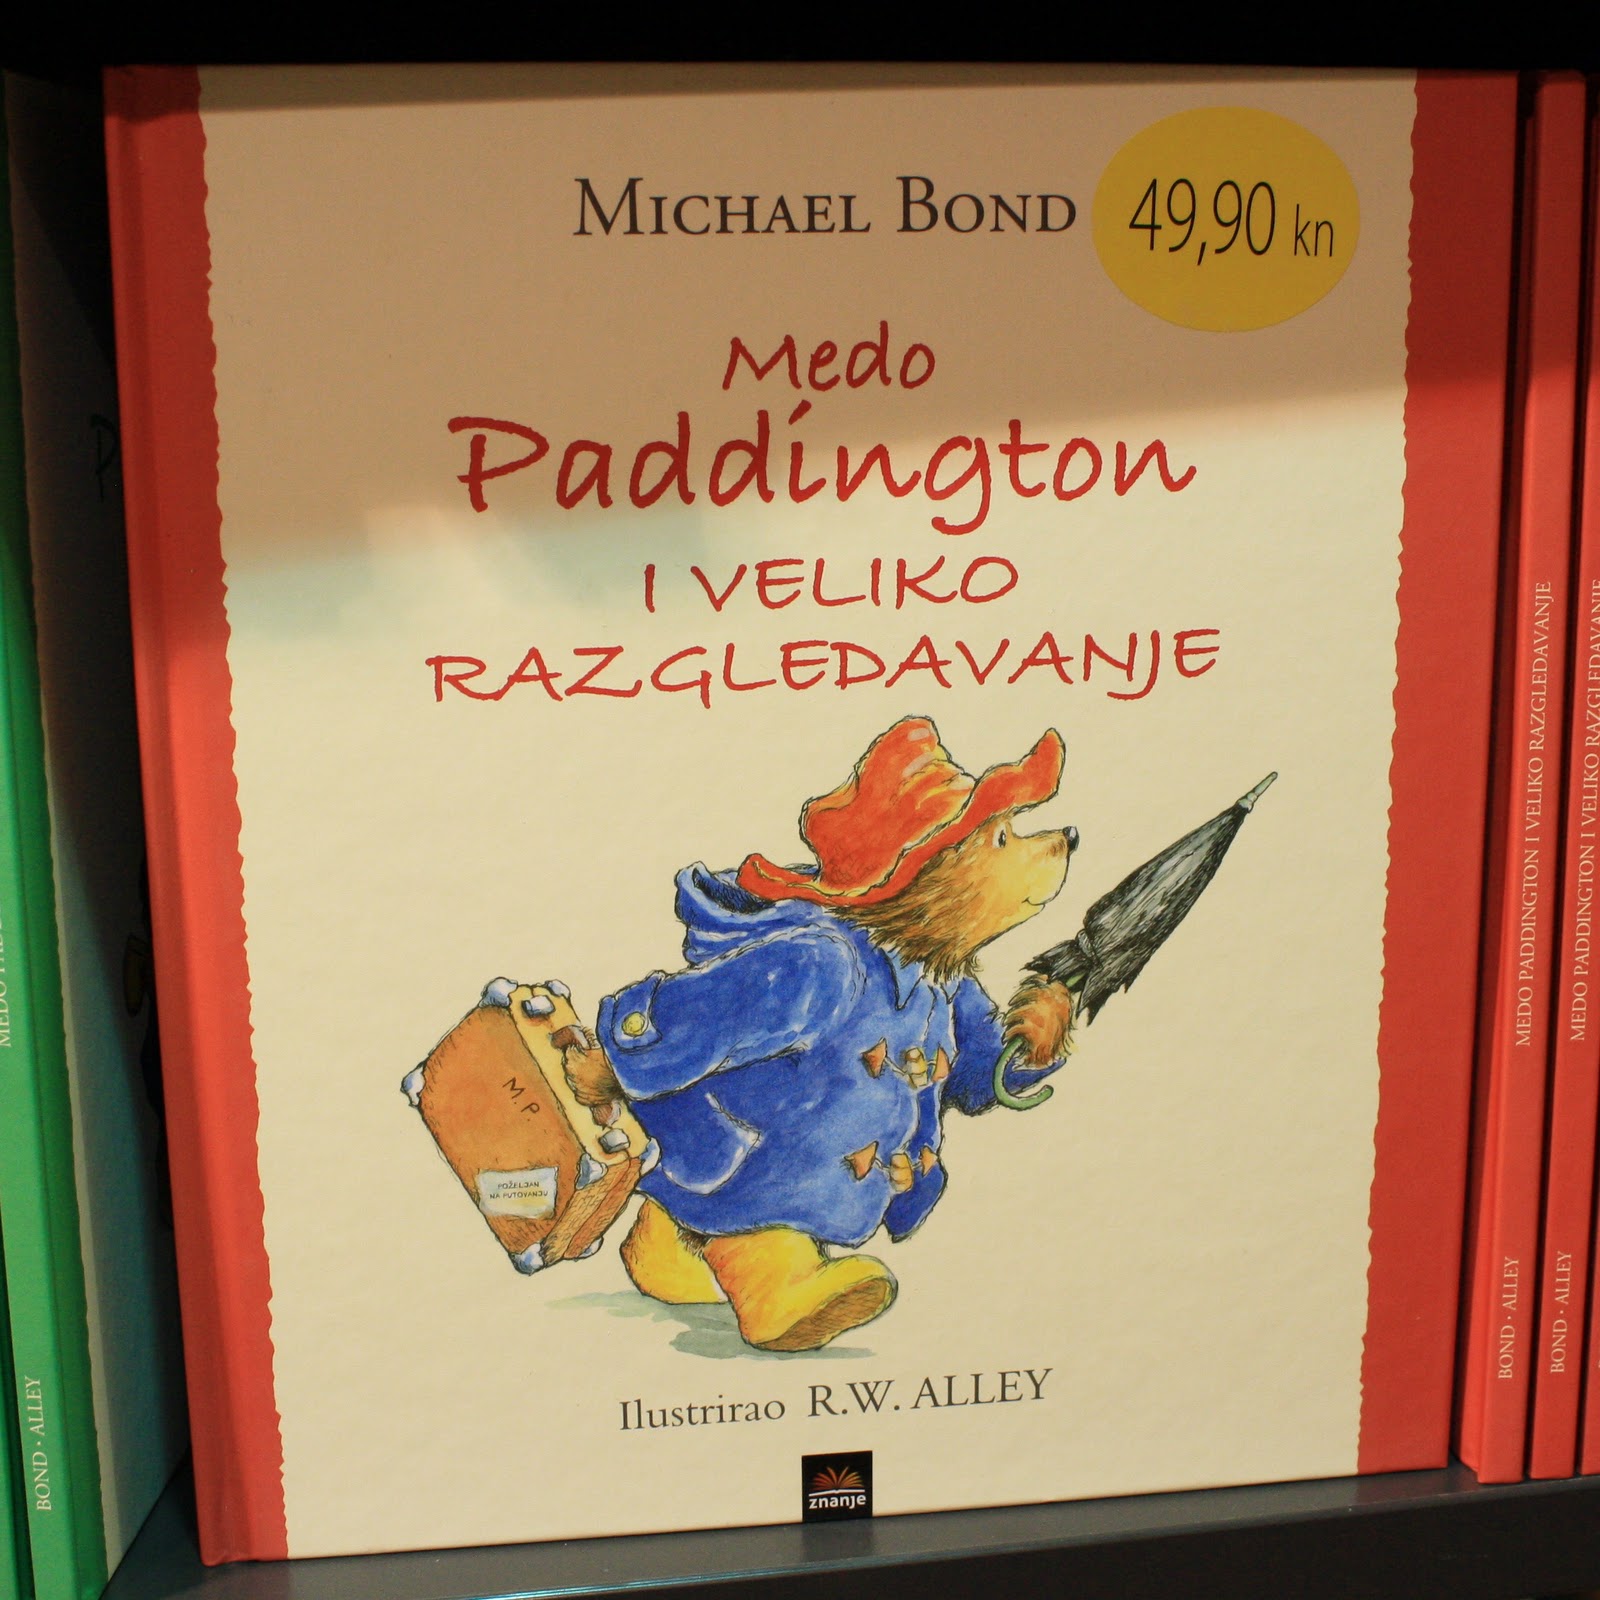 MICHAEL BOND
49,90 kn
Medo
Paddington
I VELIKO
RAZGLEDAVANJE
M.P.
POŽELJAN
NA PUTOVANJU
Ilustrirao R.W. ALLEY
znanje
BOND · ALLEY
MEDO PADDINGTON I VELIKO RAZGLEDAVANJE
BOND · ALLEY
MEDO PADDINGTON I VELIKO RAZGLEDAVANJE
BOND · ALLEY